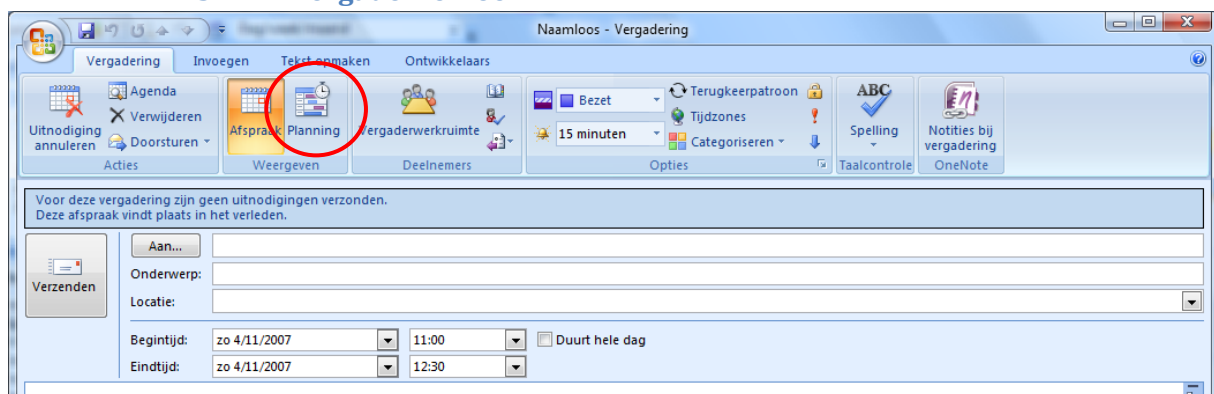 Naamloos - Vergadering
Vergadering Invoegen Tekst opmaken Ontwikkelaars
Uitnodiging annuleren
Agenda
Verwijderen
Doorsturen
Acties
Afspraak Planning
Weergeven
Vergaderwerkruimte
Deelnemers
Bezet
15 minuten
Terugkeerpatroon
Tijdzones
Categoriseren
Opties
ABC
Spelling
Taalcontrole
Notities bij
vergadering
OneNote
Voor deze vergadering zijn geen uitnodigingen verzonden.
Deze afspraak vindt plaats in het verleden.
Verzenden
Aan...
Onderwerp:
Locatie:
Begintijd: zo 4/11/2007 11:00 Duurt hele dag
Eindtijd: zo 4/11/2007 12:30